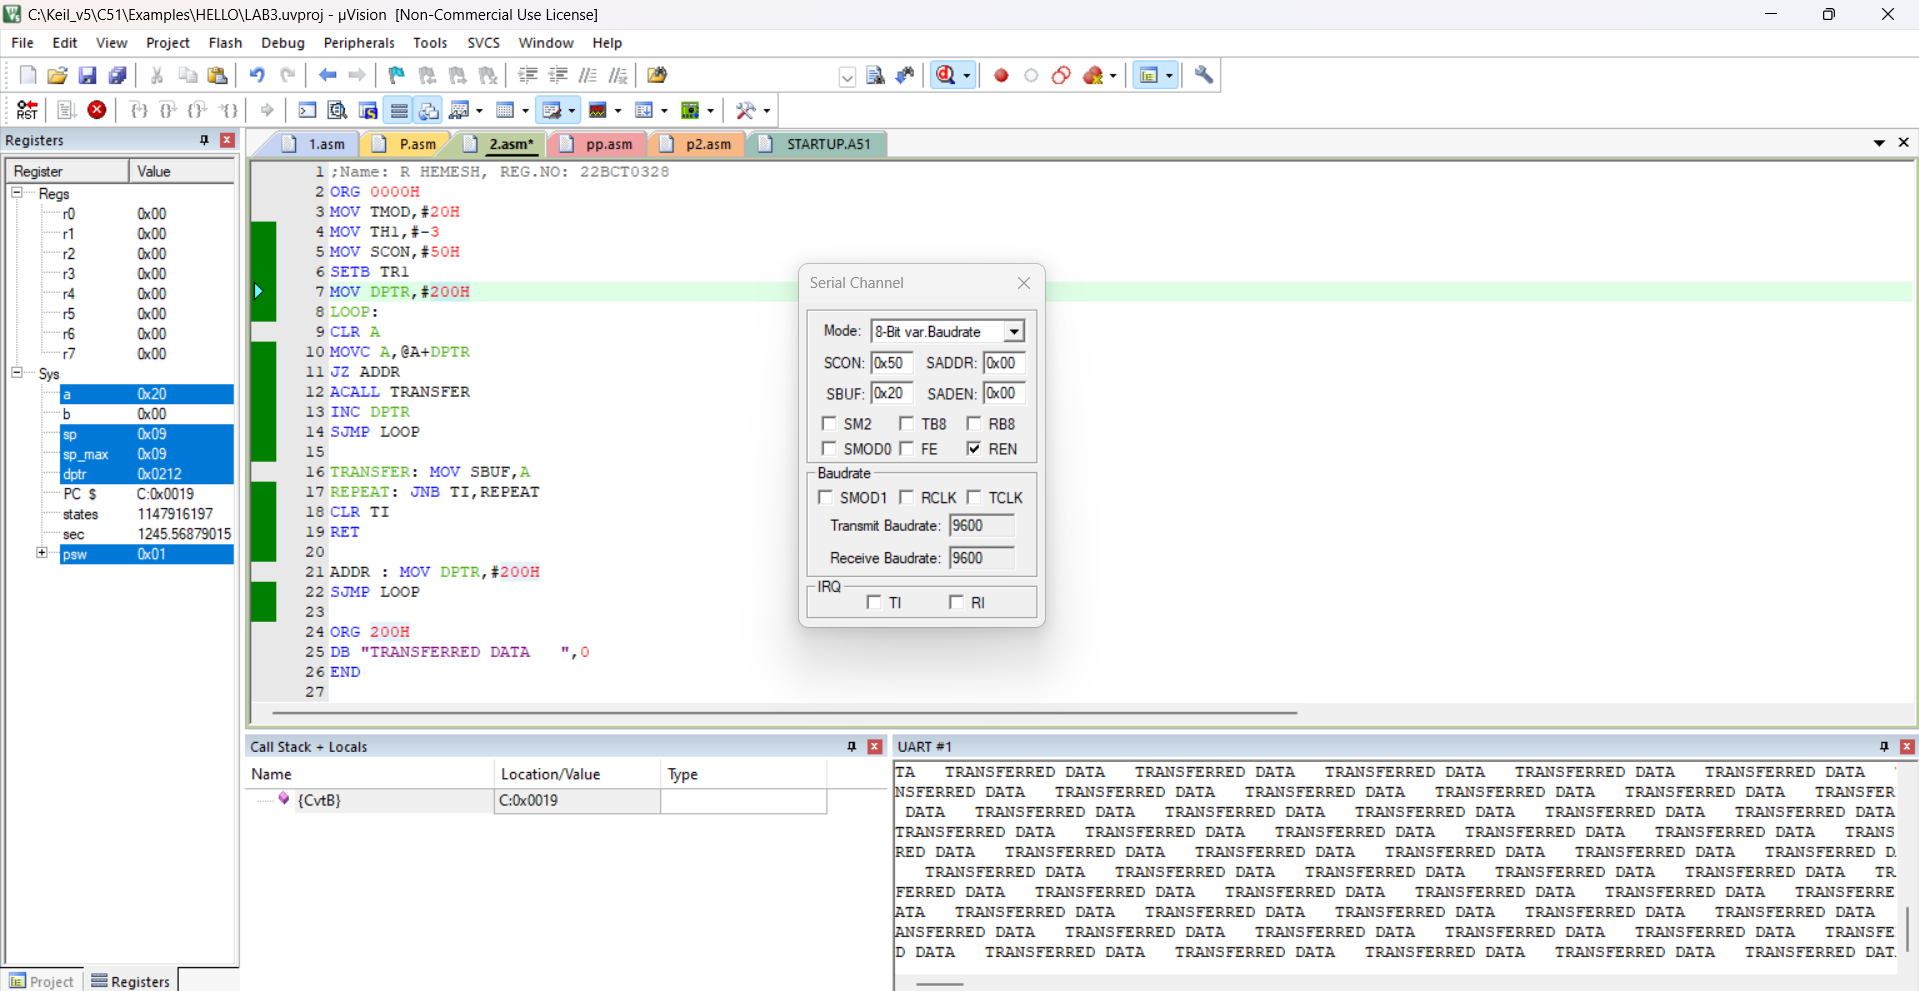 C:\Keil_v5\C51\Examples\HELLO\LAB3.uvproj - µVision [Non-Commercial Use License]
File Edit View Project Flash Debug Peripherals Tools SVCS Window Help
RST
Registers
Register Value
Regs
r0 0x00
r1 0x00
r2 0x00
r3 0x00
r4 0x00
r5 0x00
r6 0x00
r7 0x00
Sys
a 0x20
b 0x00
sp 0x09
sp_max 0x09
dptr 0x0212
PC $ C:0x0019
states 1147916197
sec 1245.56879015
psw 0x01
Project Registers
1.asm P.asm 2.asm* pp.asm p2.asm STARTUP.A51
1 ;Name: R HEMESH, REG.NO: 22BCT0328
2 ORG 0000H
3 MOV TMOD,#20H
4 MOV TH1,#-3
5 MOV SCON,#50H
6 SETB TR1
7 MOV DPTR,#200H
8 LOOP:
9 CLR A
10 MOVC A,@A+DPTR
11 JZ ADDR
12 ACALL TRANSFER
13 INC DPTR
14 SJMP LOOP
15
16 TRANSFER: MOV SBUF,A
17 REPEAT: JNB TI,REPEAT
18 CLR TI
19 RET
20
21 ADDR : MOV DPTR,#200H
22 SJMP LOOP
23
24 ORG 200H
25 DB "TRANSFERRED DATA   ",0
26 END
27
Serial Channel
Mode: 8-Bit var.Baudrate
SCON: 0x50 SADDR: 0x00
SBUF: 0x20 SADEN: 0x00
SM2 TB8 RB8
SMOD0 FE REN
Baudrate
SMOD1 RCLK TCLK
Transmit Baudrate: 9600
Receive Baudrate: 9600
IRQ
TI RI
Call Stack + Locals
Name Location/Value Type
{CvtB} C:0x0019
UART #1
TA   TRANSFERRED DATA   TRANSFERRED DATA   TRANSFERRED DATA   TRANSFERRED DATA   TRANSFERRED DATA
NSFERRED DATA   TRANSFERRED DATA   TRANSFERRED DATA   TRANSFERRED DATA   TRANSFERRED DATA   TRANSFER
DATA   TRANSFERRED DATA   TRANSFERRED DATA   TRANSFERRED DATA   TRANSFERRED DATA   TRANSFERRED DATA
TRANSFERRED DATA   TRANSFERRED DATA   TRANSFERRED DATA   TRANSFERRED DATA   TRANSFERRED DATA   TRANS
RED DATA   TRANSFERRED DATA   TRANSFERRED DATA   TRANSFERRED DATA   TRANSFERRED DATA   TRANSFERRED D
TRANSFERRED DATA   TRANSFERRED DATA   TRANSFERRED DATA   TRANSFERRED DATA   TRANSFERRED DATA   TR
FERRED DATA   TRANSFERRED DATA   TRANSFERRED DATA   TRANSFERRED DATA   TRANSFERRED DATA   TRANSFERRE
ATA   TRANSFERRED DATA   TRANSFERRED DATA   TRANSFERRED DATA   TRANSFERRED DATA   TRANSFERRED DATA
ANSFERRED DATA   TRANSFERRED DATA   TRANSFERRED DATA   TRANSFERRED DATA   TRANSFERRED DATA   TRANSFE
D DATA   TRANSFERRED DATA   TRANSFERRED DATA   TRANSFERRED DATA   TRANSFERRED DATA   TRANSFERRED DAT